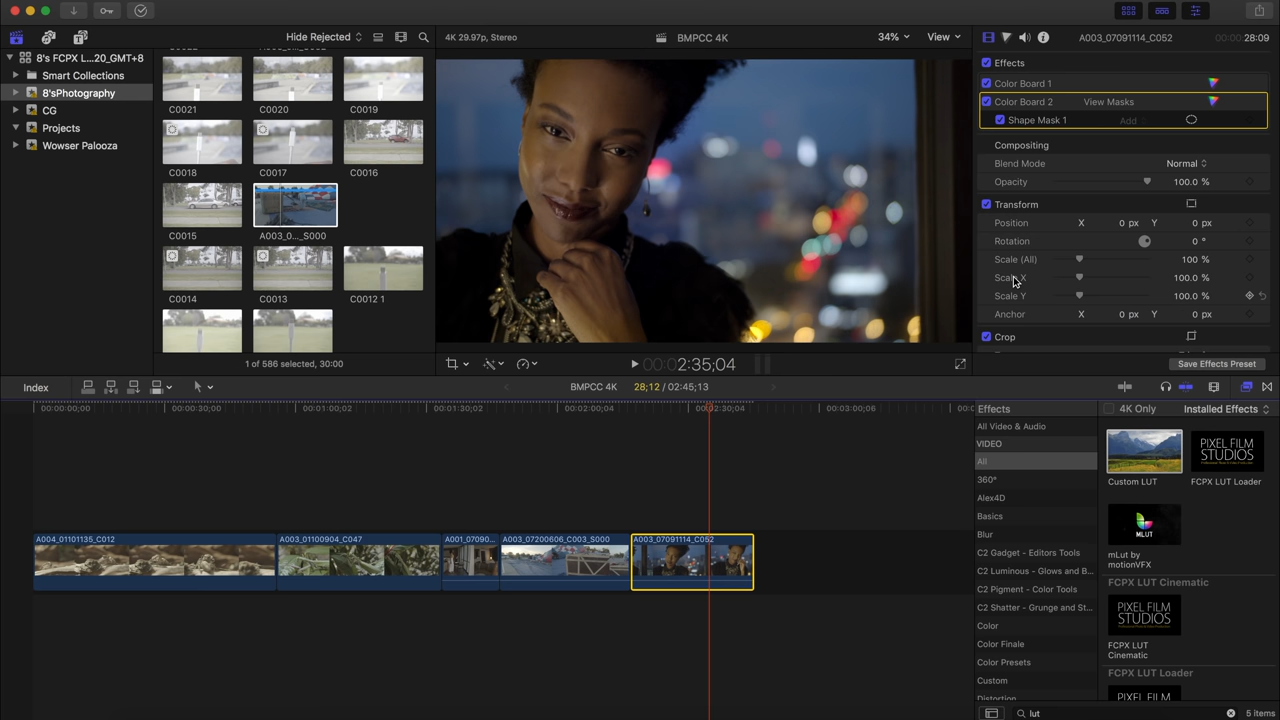 Hide Rejected
4K 29.97p, Stereo
BMPCC 4K
34%
View
A003_07091114_C052
00:00:28:09
8's FCPX L...20_GMT+8
Smart Collections
8'sPhotography
CG
Projects
Wowser Palooza
C0021
C0020
C0019
C0018
C0017
C0016
C0015
A003_0..._S000
C0014
C0013
C0012 1
1 of 586 selected, 30:00
2:35;04
Effects
Color Board 1
Color Board 2
View Masks
Shape Mask 1
Add
Compositing
Blend Mode
Normal
Opacity
100.0 %
Transform
Position
X
0 px
Y
0 px
Rotation
0 °
Scale (All)
100 %
Scale X
100.0 %
Scale Y
100.0 %
Anchor
X
0 px
Y
0 px
Crop
Save Effects Preset
Index
BMPCC 4K
28;12 / 02:45;13
00:00:00;00
00:00:30;00
00:01:00;02
00:01:30;02
00:02:00;04
00:02:30;04
00:03:00;06
A004_01101135_C012
A003_01100904_C047
A001_07090...
A003_07200606_C003_S000
A003_07091114_C052
Effects
4K Only
Installed Effects
All Video & Audio
VIDEO
All
360°
Alex4D
Basics
Blur
C2 Gadget - Editors Tools
C2 Luminous - Glows and B...
C2 Pigment - Color Tools
C2 Shatter - Grunge and St...
Color
Color Finale
Color Presets
Custom
Distortion
PIXEL FILM
STUDIOS
Custom LUT
FCPX LUT Loader
MLUT
mLut by
motionVFX
FCPX LUT Cinematic
PIXEL FILM
STUDIOS
FCPX LUT
Cinematic
FCPX LUT Loader
PIXEL FILM
lut
5 items